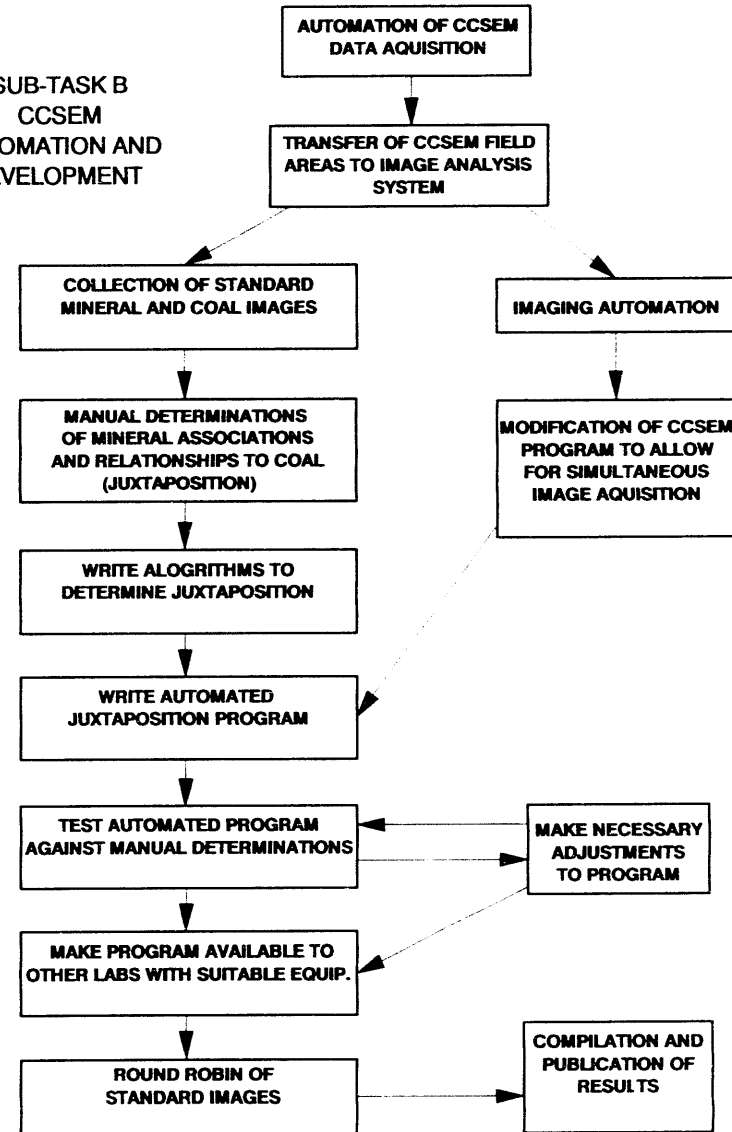 AUTOMATION OF CCSEM
DATA AQUISITION
SUB-TASK B
CCSEM
OMATION AND
VELOPMENT
TRANSFER OF CCSEM FIELD
AREAS TO IMAGE ANALYSIS
SYSTEM
COLLECTION OF STANDARD
MINERAL AND COAL IMAGES
IMAGING AUTOMATION
MANUAL DETERMINATIONS
OF MINERAL ASSOCIATIONS
AND RELATIONSHIPS TO COAL
(JUXTAPOSITION)
MODIFICATION OF CCSEM
PROGRAM TO ALLOW
FOR SIMULTANEOUS
IMAGE AQUISITION
WRITE ALOGRITHMS TO
DETERMINE JUXTAPOSITION
WRITE AUTOMATED
JUXTAPOSITION PROGRAM
TEST AUTOMATED PROGRAM
AGAINST MANUAL DETERMINATIONS
MAKE NECESSARY
ADJUSTMENTS
TO PROGRAM
MAKE PROGRAM AVAILABLE TO
OTHER LABS WITH SUITABLE EQUIP.
ROUND ROBIN OF
STANDARD IMAGES
COMPILATION AND
PUBLICATION OF
RESULTS